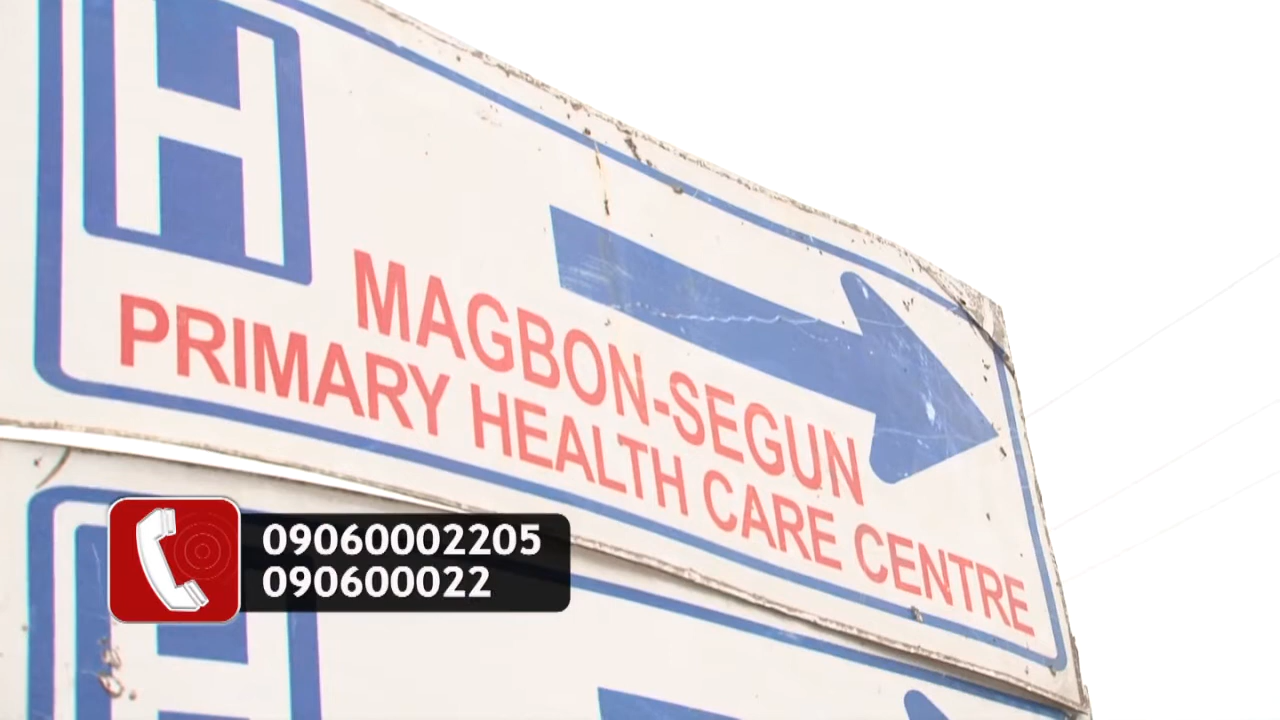 H
MAGBON-SEGUN
PRIMARY HEALTH CARE CENTRE
09060002205
090600022
H